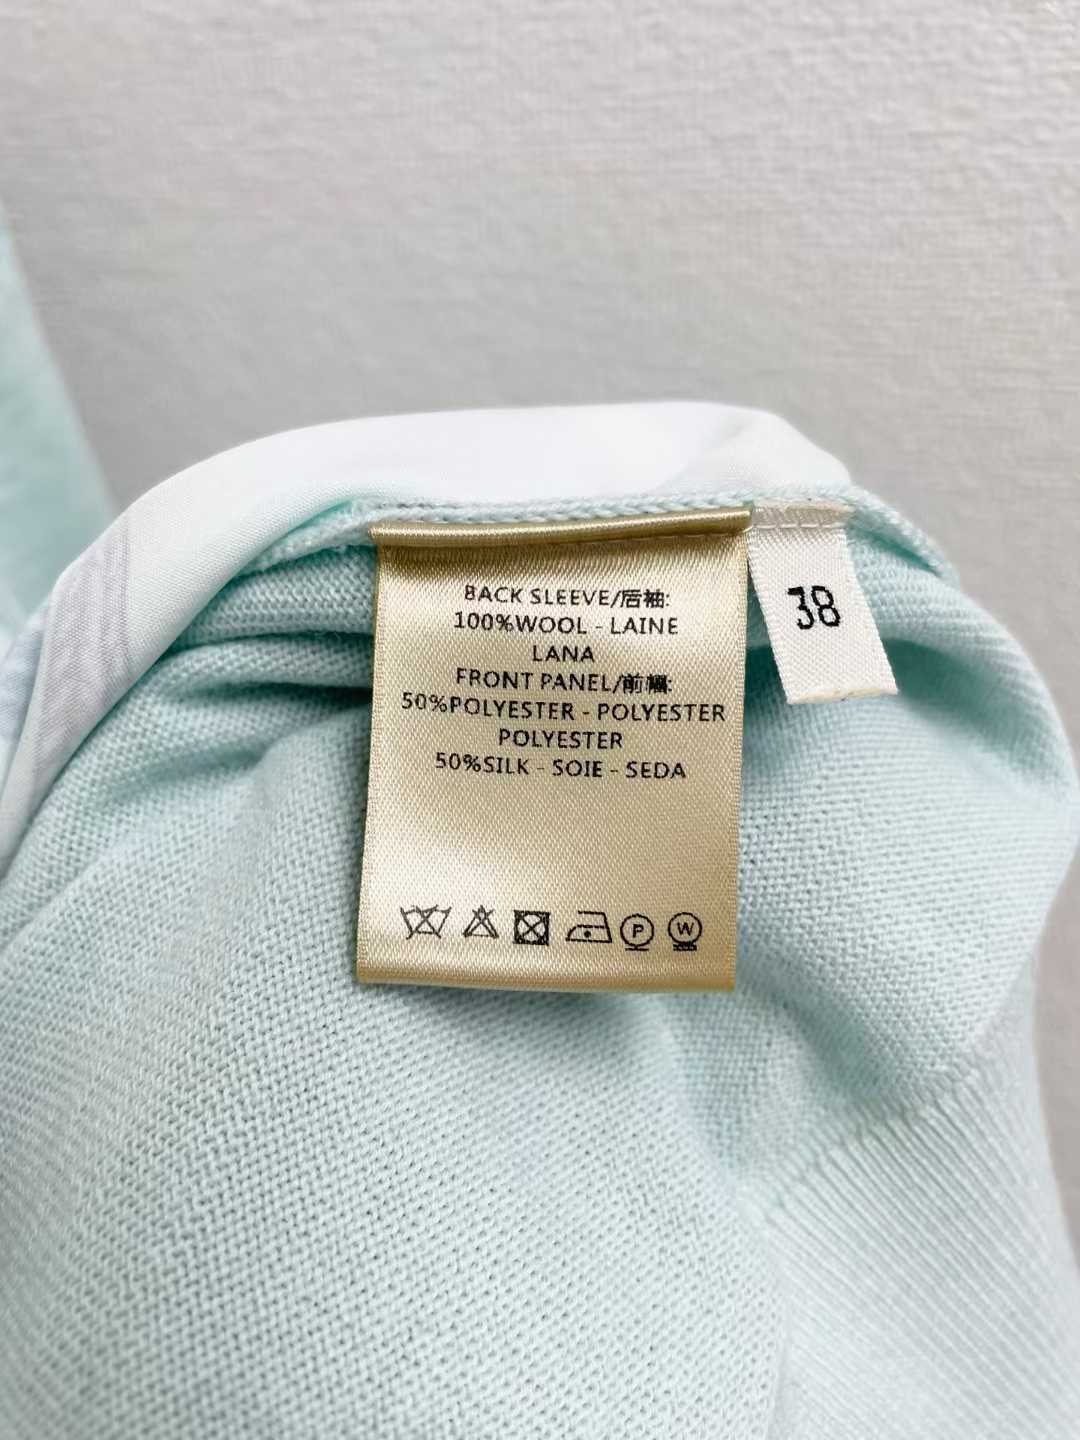 BACK SLEEVE/后袖:
100%WOOL - LAINE
LANA
FRONT PANEL/前幅:
50%POLYESTER - POLYESTER
POLYESTER
50%SILK - SOIE - SEDA
P
W
38